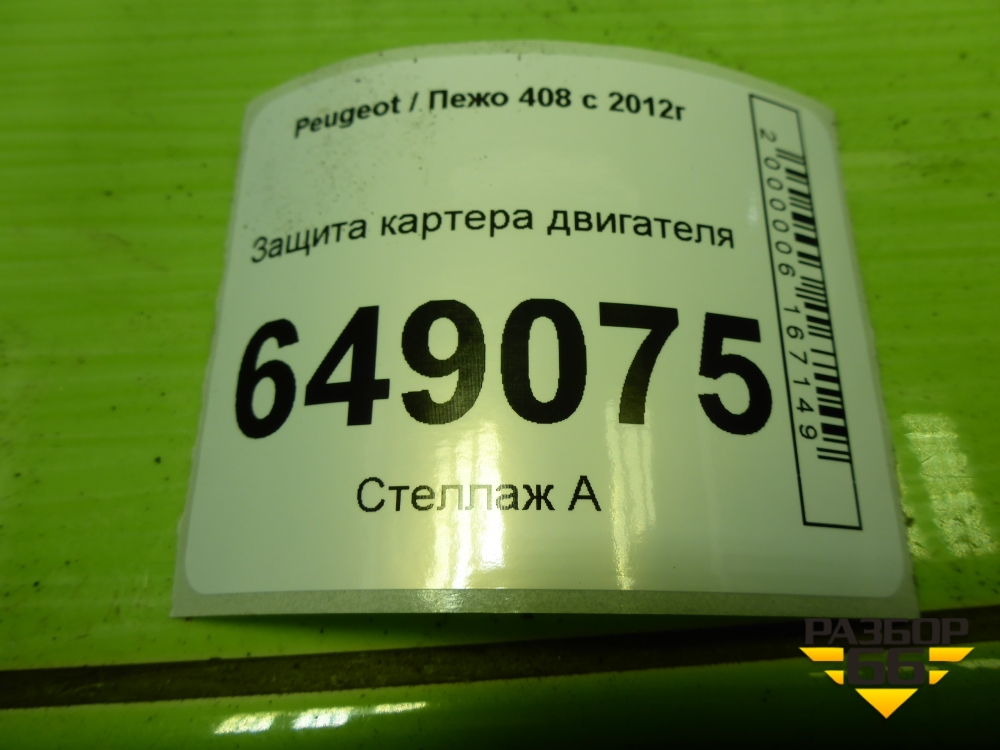 Peugeot / Пежо 408 с 2012г
Защита картера двигателя
649075
Стеллаж А
2000006167149
РАЗБОР
66